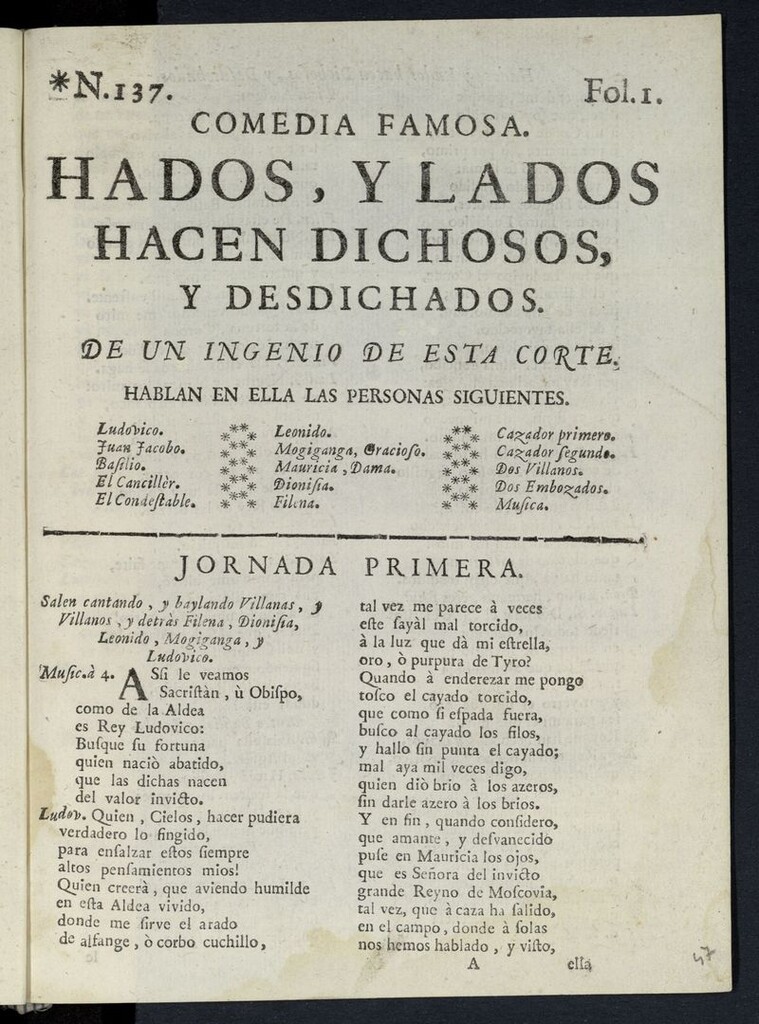 *N.137.
Fol.1.
COMEDIA FAMOSA.
HADOS, Y LADOS
HACEN DICHOSOS,
Y DESDICHADOS.
DE UN INGENIO DE ESTA CORTE.
HABLAN EN ELLA LAS PERSONAS SIGUIENTES.
Ludovico.
Juan Jacobo.
Baſilio.
El Cancillèr.
El Condeſtable.
Leonido.
Mogiganga, Gracioſo.
Mauricia, Dama.
Dioniſia.
Filena.
Cazador primero.
Cazador ſegundo.
Dos Villanos.
Dos Embozados.
Muſica.
JORNADA PRIMERA.
Salen cantando, y baylando Villanas, y
Villanos, y detràs Filena, Dioniſia,
Leonido, Mogiganga, y
Ludovico.
Muſic.à 4. ASſi le veamos
Sacriſtàn, ù Obiſpo,
como de la Aldea
es Rey Ludovico:
Buſque ſu fortuna
quien naciò abatido,
que las dichas nacen
del valor invicto.
Ludov. Quien, Cielos, hacer pudiera
verdadero lo fingido,
para enſalzar eſtos ſiempre
altos penſamientos mios!
Quien creerà, que aviendo humilde
en eſta Aldea vivido,
donde me ſirve el arado
de alfange, ò corbo cuchillo,
tal vez me parece à veces
eſte ſayàl mal torcido,
à la luz que dà mi eſtrella,
oro, ò purpura de Tyro?
Quando à enderezar me pongo
toſco el cayado torcido,
que como ſi eſpada fuera,
buſco al cayado los filos,
y hallo ſin punta el cayado;
mal aya mil veces digo,
quien diò brio à los azeros,
ſin darle azero à los brios.
Y en fin, quando conſidero,
que amante, y deſvanecido
puſe en Mauricia los ojos,
que es Señora del invicto
grande Reyno de Moſcovia,
tal vez, que à caza ha ſalido,
en el campo, donde à ſolas
nos hemos hablado, y viſto,
A
ella
47